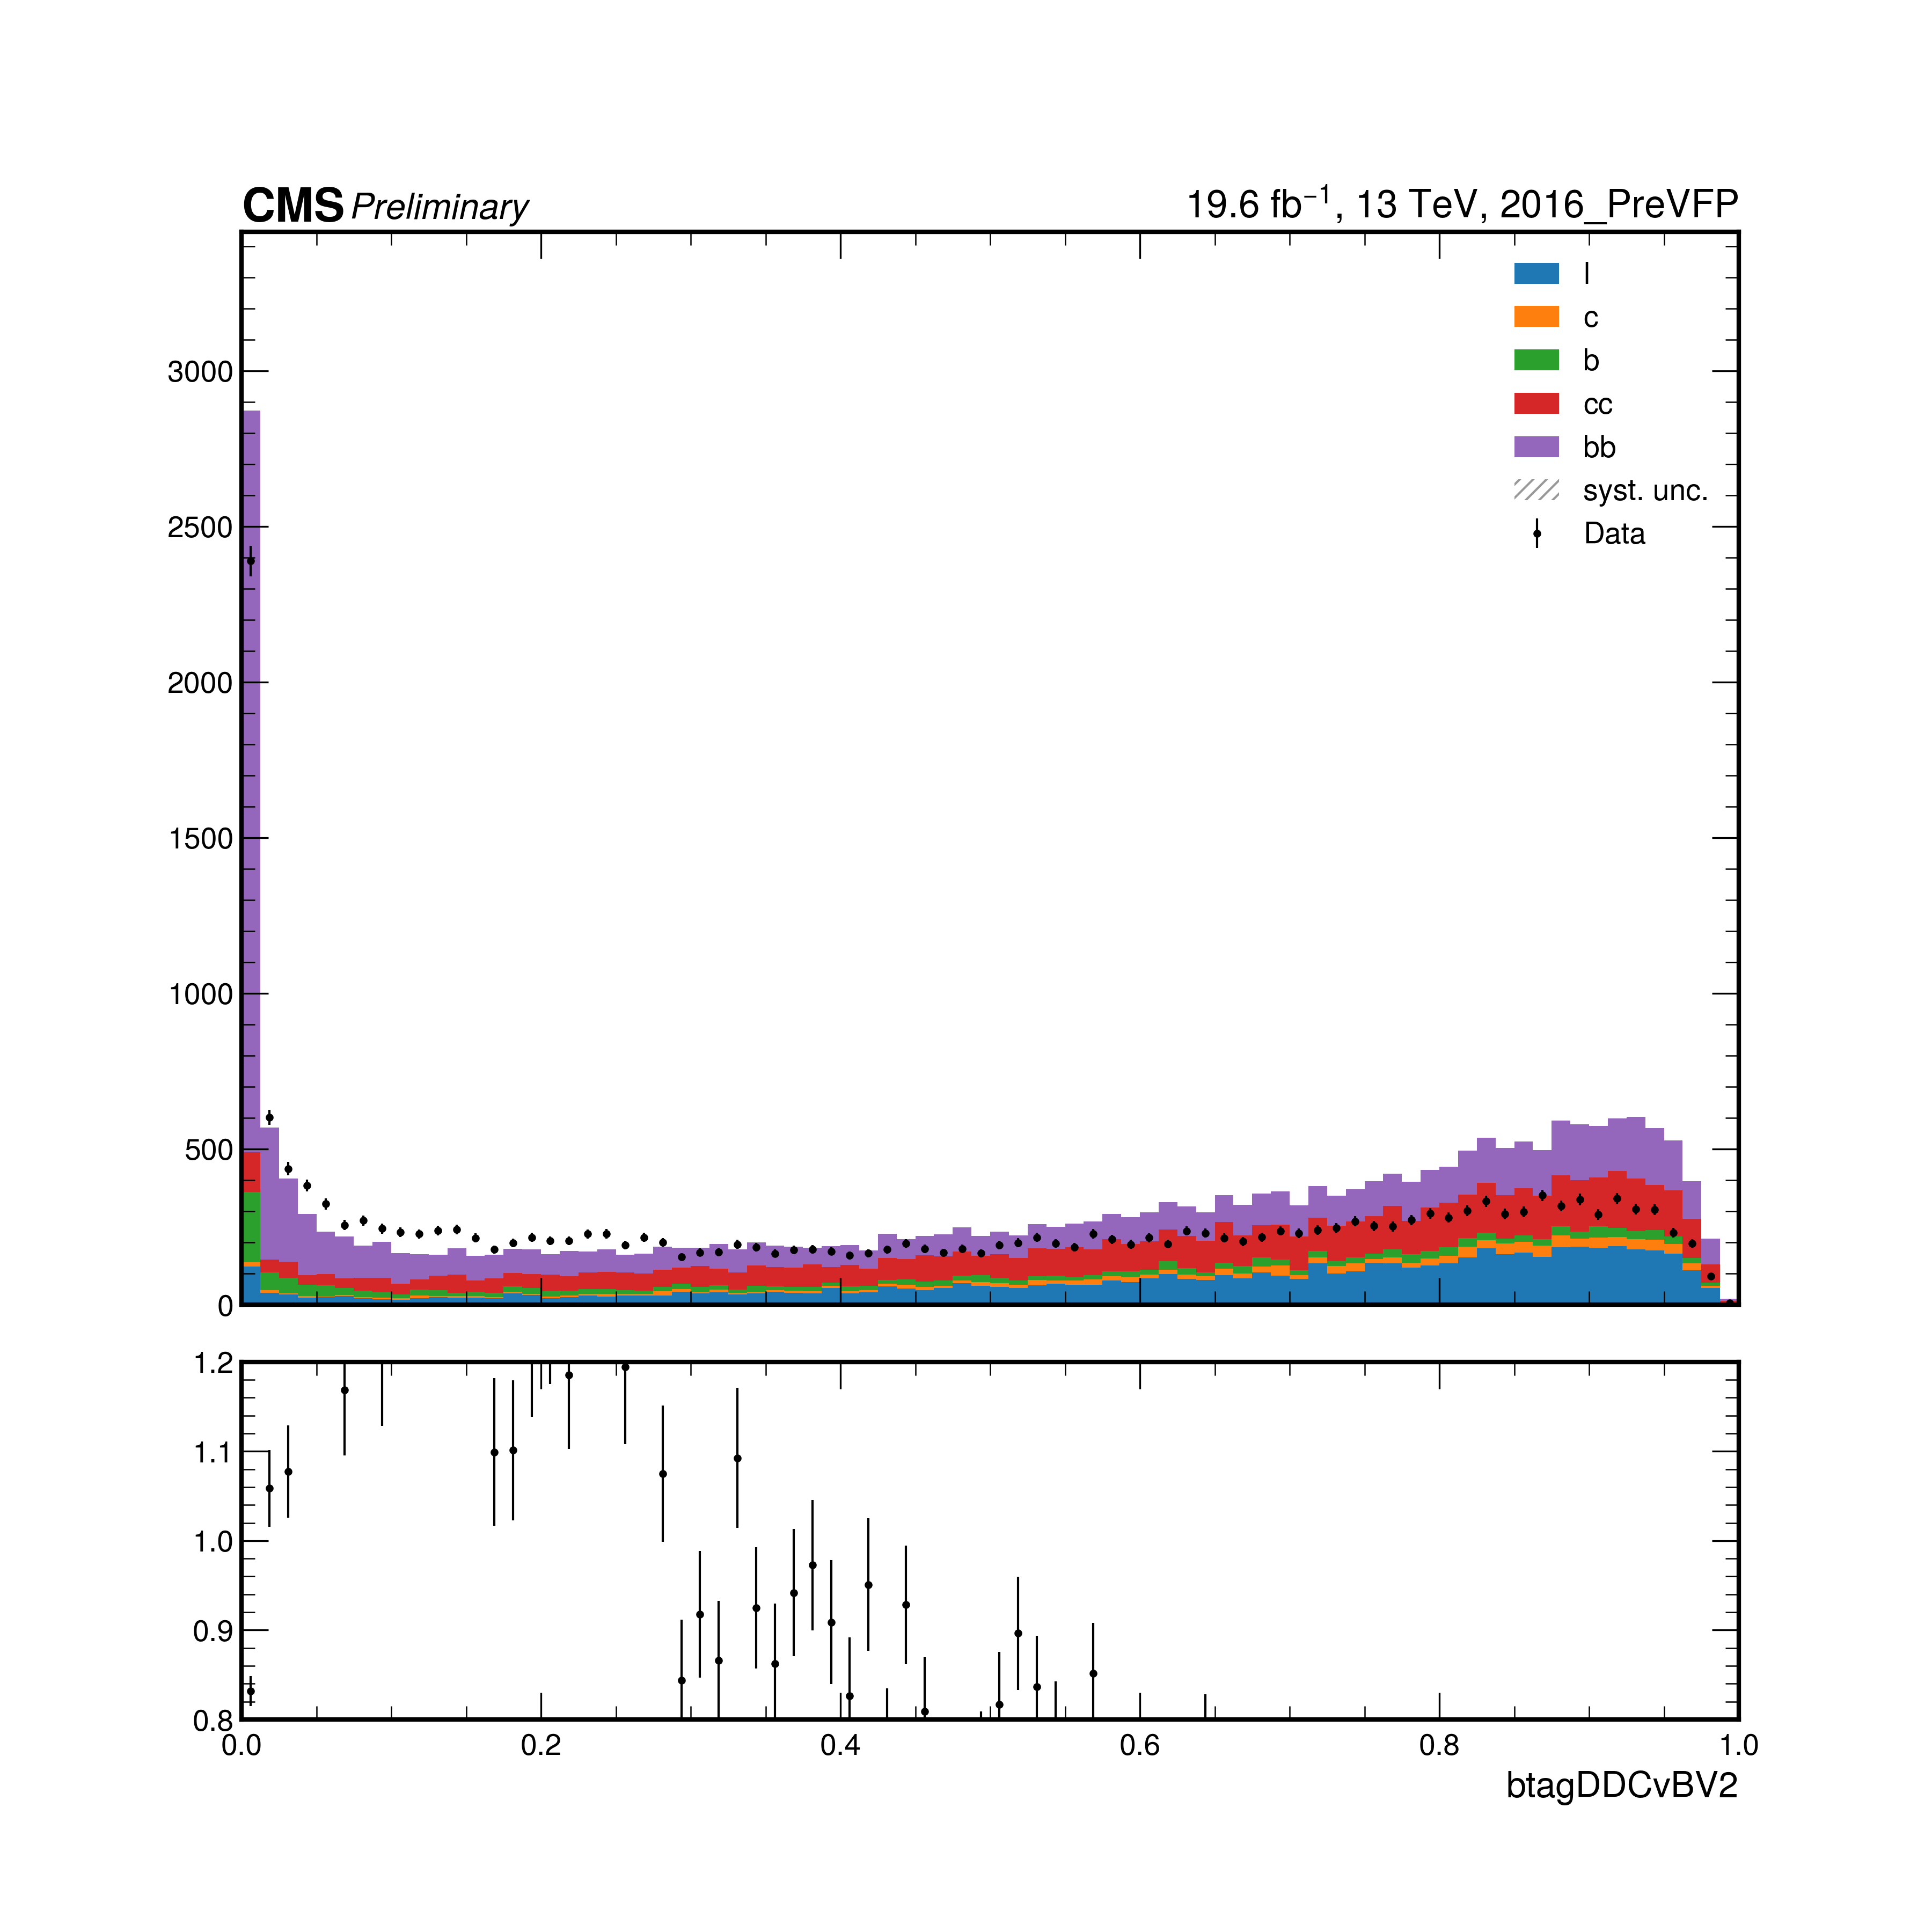 CMS Preliminary 19.6 fb⁻¹, 13 TeV, 2016_PreVFP
l
c
b
cc
bb
syst. unc.
Data
3000
2500
2000
1500
1000
500
0
1.2
1.1
1.0
0.9
0.8
0.0 0.2 0.4 0.6 0.8 1.0
btagDDCvBV2